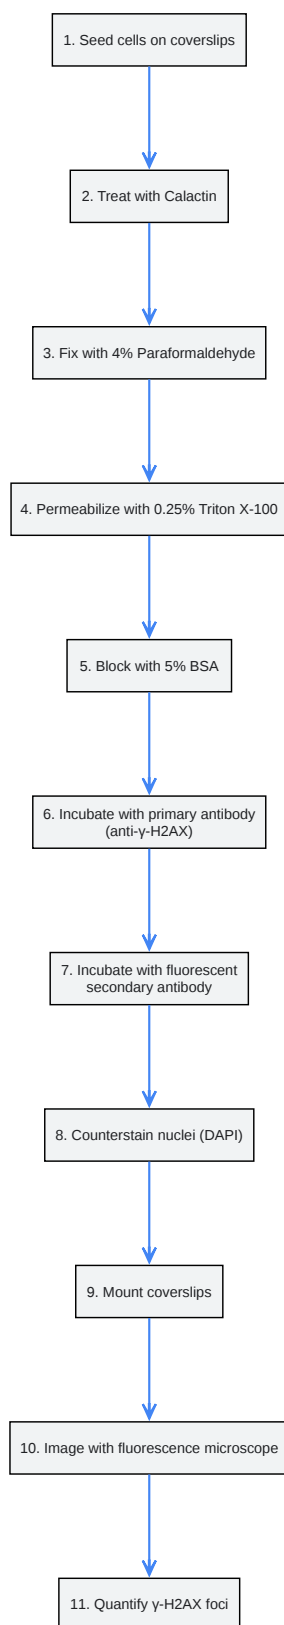 1. Seed cells on coverslips
2. Treat with Calactin
3. Fix with 4% Paraformaldehyde
4. Permeabilize with 0.25% Triton X-100
5. Block with 5% BSA
6. Incubate with primary antibody
(anti-γ-H2AX)
7. Incubate with fluorescent
secondary antibody
8. Counterstain nuclei (DAPI)
9. Mount coverslips
10. Image with fluorescence microscope
11. Quantify γ-H2AX foci